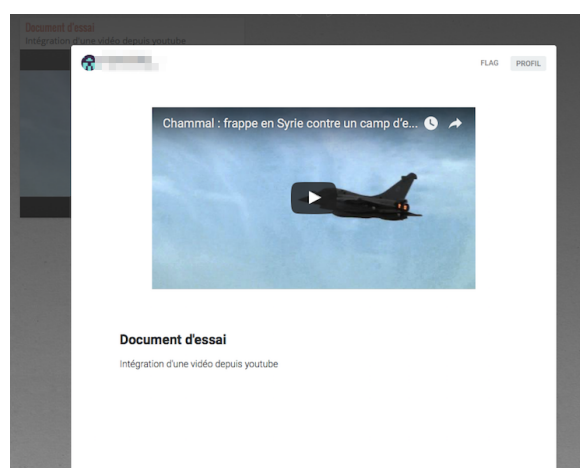 Document d'essai
Intégration d'une vidéo depuis youtube
FLAG
PROFIL
Chammal : frappe en Syrie contre un camp d'e...
Document d'essai
Intégration d'une vidéo depuis youtube